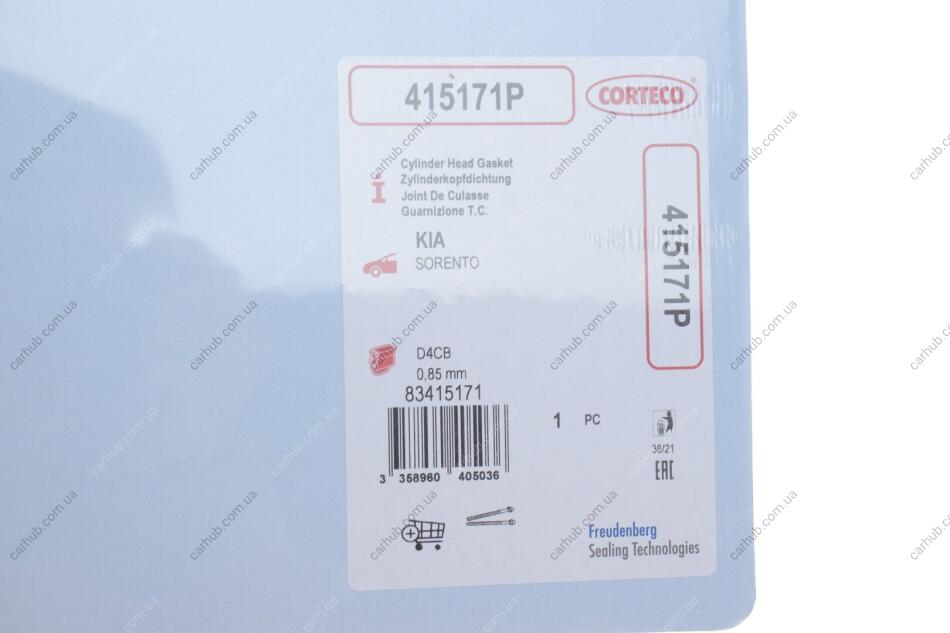 415171P
CORTECO
Cylinder Head Gasket
Zylinderkopfdichtung
Joint De Culasse
Guarnizione T.C.
KIA
SORENTO
415171P
D4CB
0,85 mm
83415171
1 PC
3 358960 405036
36/21
EAC
Freudenberg
Sealing Technologies
carhub.com.ua